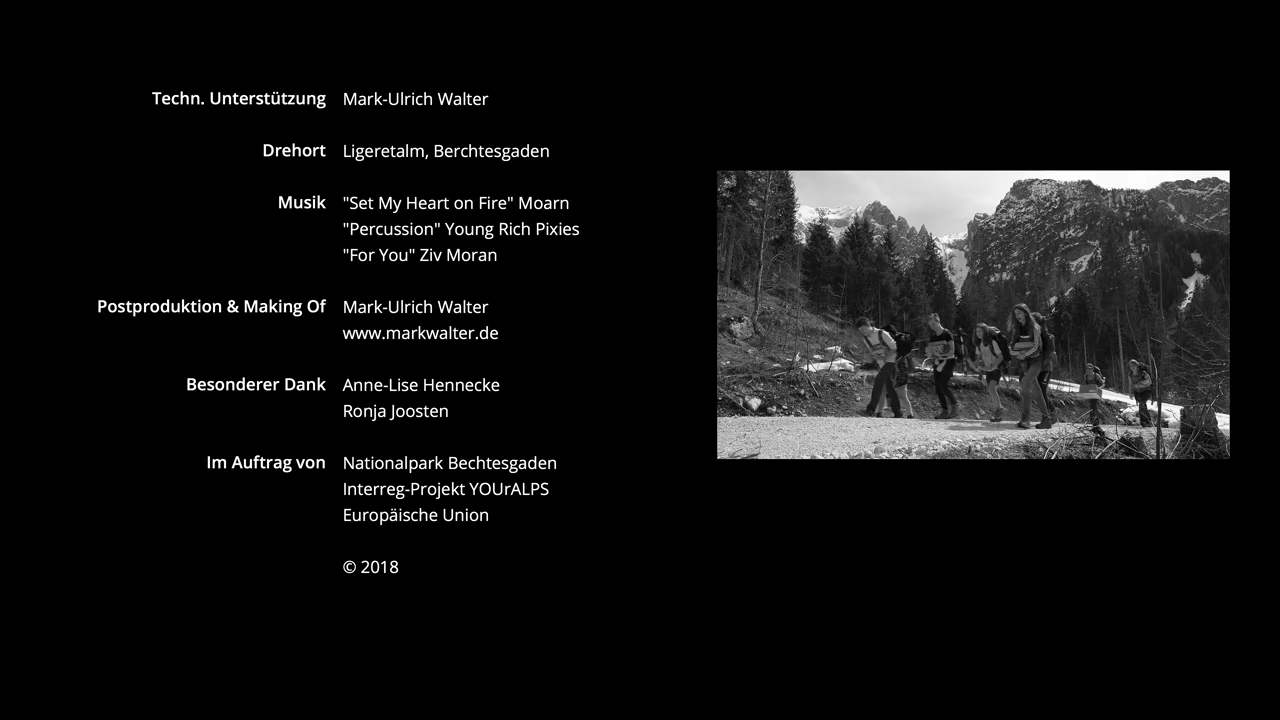 Techn. Unterstützung Mark-Ulrich Walter
Drehort Ligeretalm, Berchtesgaden
Musik "Set My Heart on Fire" Moarn
"Percussion" Young Rich Pixies
"For You" Ziv Moran
Postproduktion & Making Of Mark-Ulrich Walter
www.markwalter.de
Besonderer Dank Anne-Lise Hennecke
Ronja Joosten
Im Auftrag von Nationalpark Bechtesgaden
Interreg-Projekt YOUrALPS
Europäische Union
© 2018